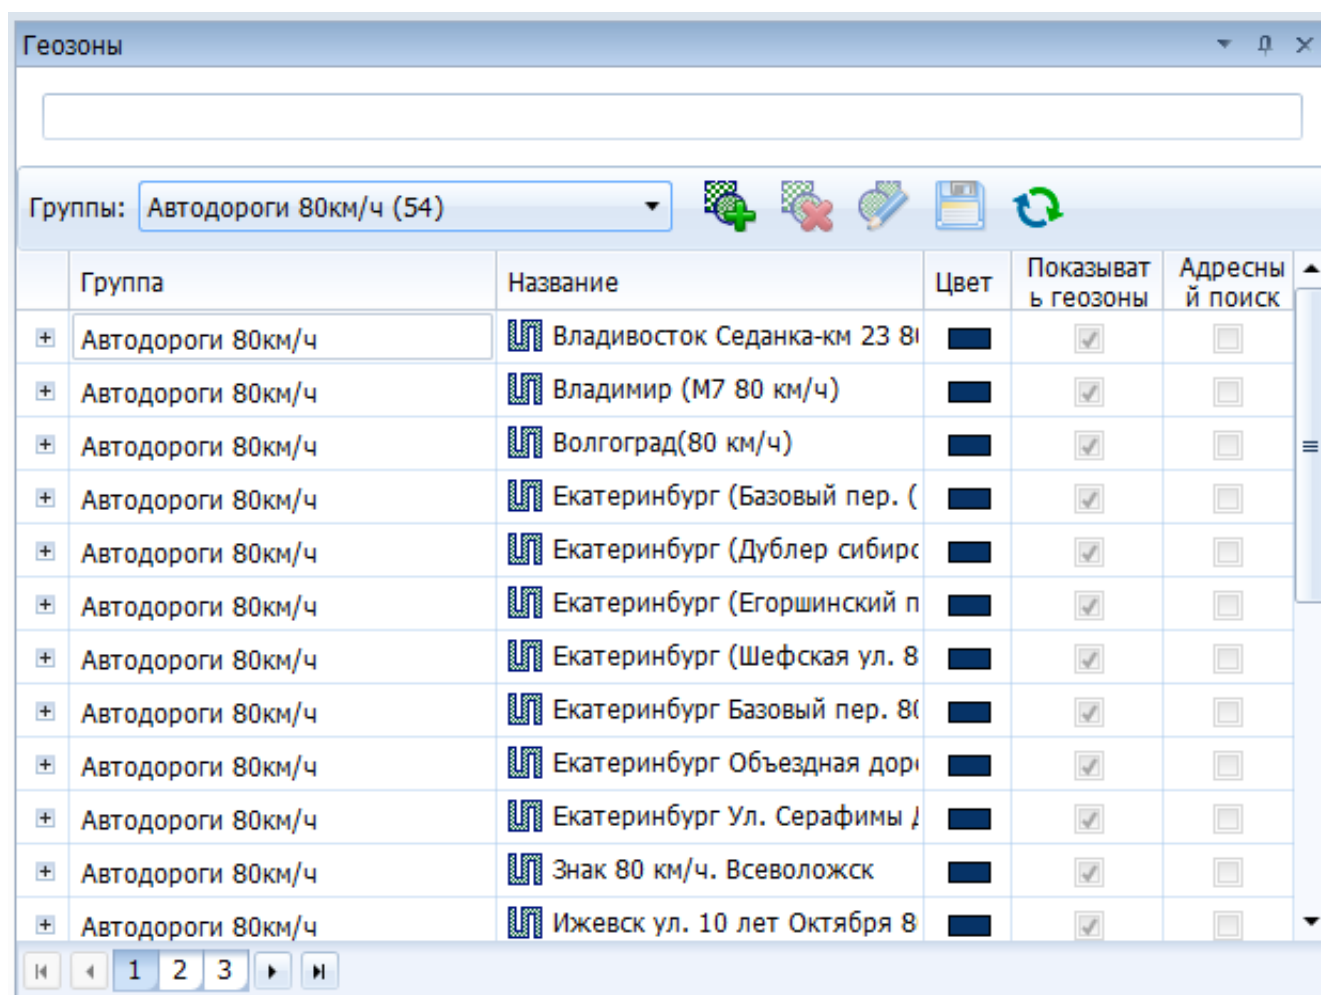 Геозоны
Группы: Автодороги 80км/ч (54)
Группа Название Цвет Показыват Адресны
ь геозоны й поиск
Автодороги 80км/ч Владивосток Седанка-км 23
Автодороги 80км/ч Владимир (М7 80 км/ч)
Автодороги 80км/ч Волгоград(80 км/ч)
Автодороги 80км/ч Екатеринбург (Базовый пер. (
Автодороги 80км/ч Екатеринбург (Дублер сибирс
Автодороги 80км/ч Екатеринбург (Егоршинский п
Автодороги 80км/ч Екатеринбург (Шефская ул. 8
Автодороги 80км/ч Екатеринбург Базовый пер. 80
Автодороги 80км/ч Екатеринбург Объездная
Автодороги 80км/ч Екатеринбург Ул. Серафимы
Автодороги 80км/ч Знак 80 км/ч. Всеволожск
Автодороги 80км/ч Ижевск ул. 10 лет Октября 8
1 2 3